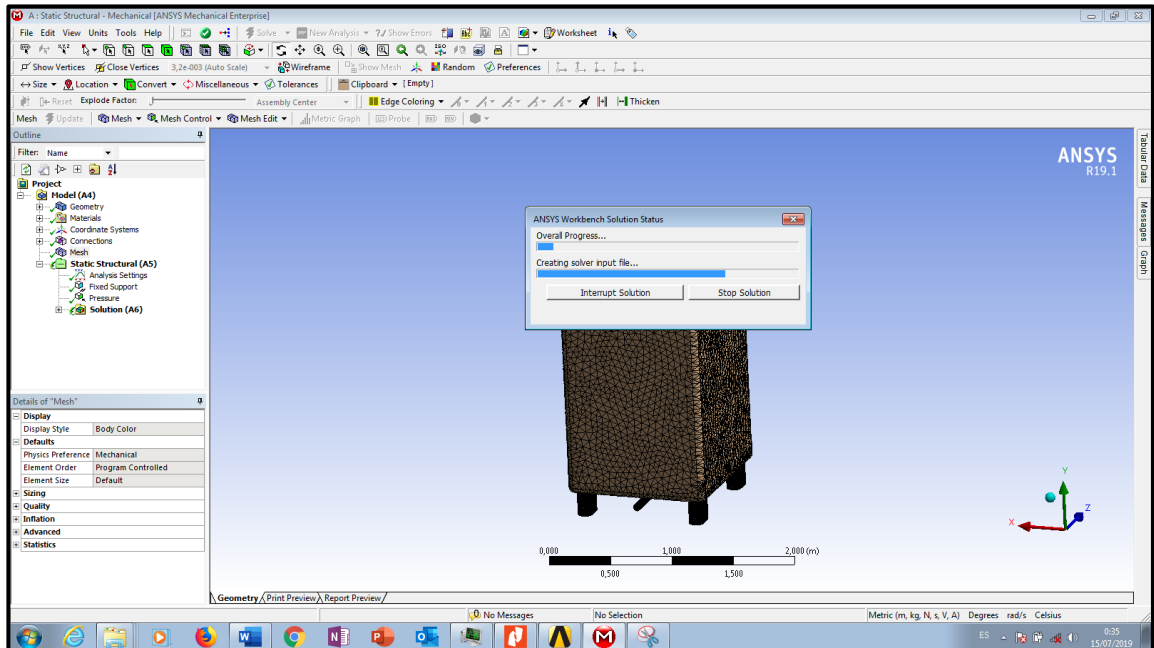 A : Static Structural - Mechanical [ANSYS Mechanical Enterprise]
File Edit View Units Tools Help Solve New Analysis ?/ Show Errors Worksheet
Show Vertices Close Vertices 3,2e-003 (Auto Scale) Wireframe Show Mesh Random Preferences
Size Location Convert Miscellaneous Tolerances Clipboard [Empty]
Reset Explode Factor: Assembly Center Edge Coloring Thicken
Mesh Update Mesh Mesh Control Mesh Edit Metric Graph Probe
Outline
Filter: Name
Project
Model (A4)
Geometry
Materials
Coordinate Systems
Connections
Mesh
Static Structural (A5)
Analysis Settings
Fixed Support
Pressure
Solution (A6)
Details of "Mesh"
Display
Display Style Body Color
Defaults
Physics Preference Mechanical
Element Order Program Controlled
Element Size Default
Sizing
Quality
Inflation
Advanced
Statistics
ANSYS
R19.1
ANSYS Workbench Solution Status
Overall Progress...
Creating solver input file...
Interrupt Solution Stop Solution
Y
X
Z
0,000 1,000 2,000 (m)
0,500 1,500
Tabular Data
Messages
Graph
Geometry Print Preview Report Preview
No Messages No Selection Metric (m, kg, N, s, V, A) Degrees rad/s Celsius
ES
0:35
15/07/2019